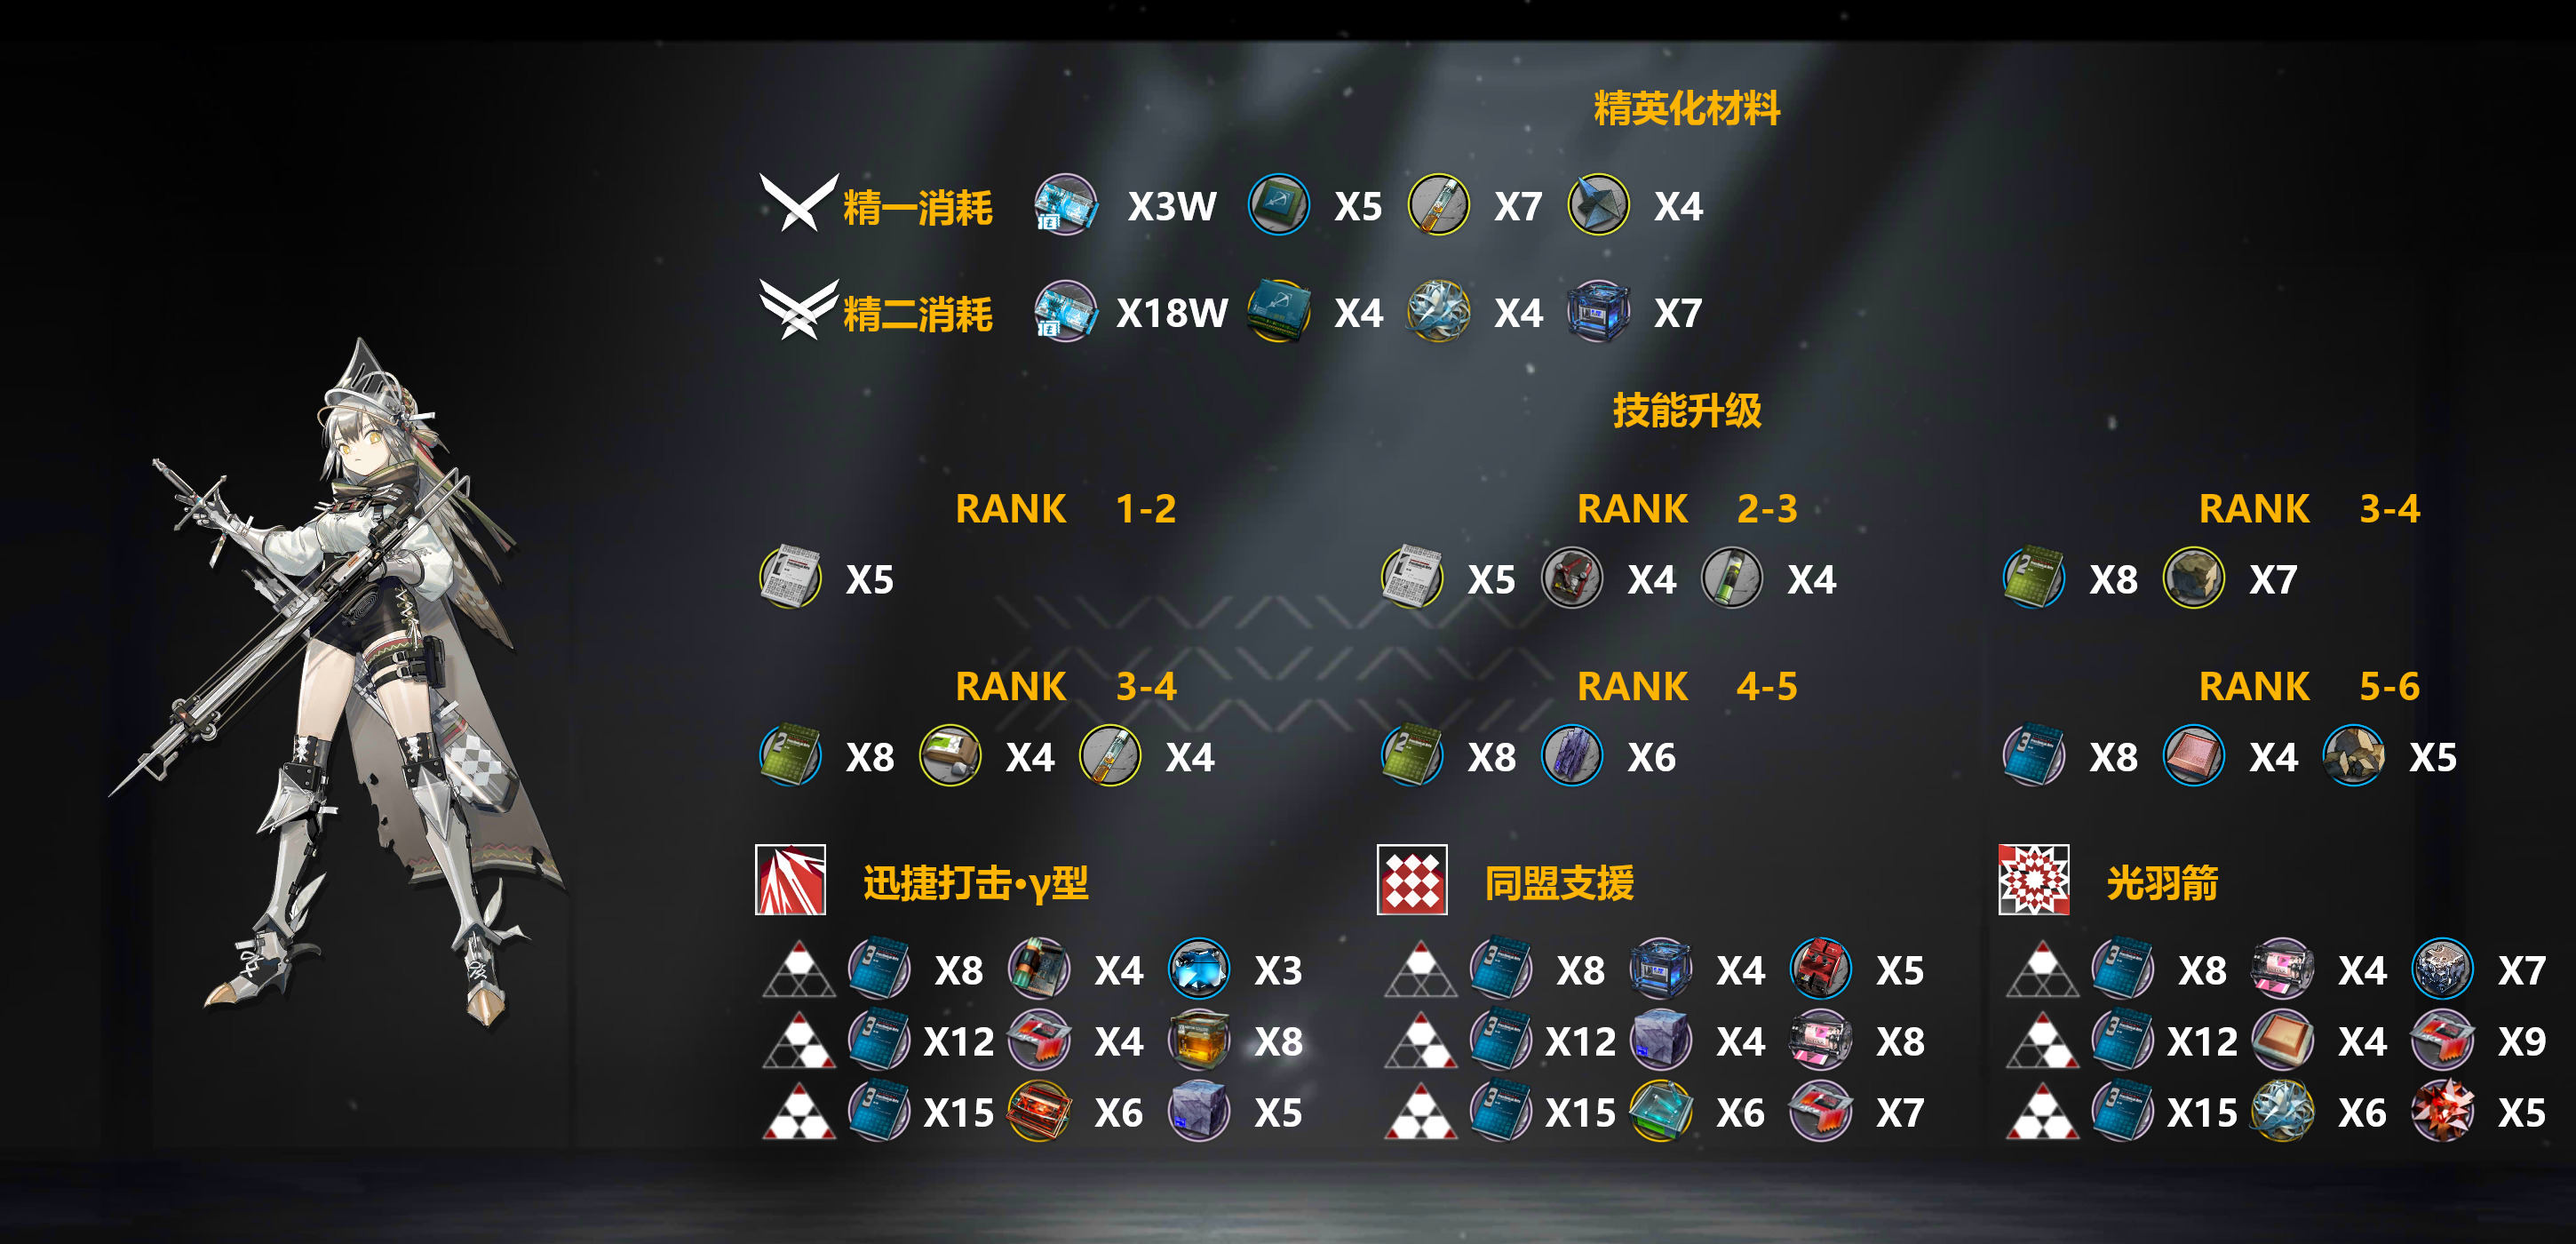 精英化材料
精一消耗 X3W X5 X7 X4
精二消耗 X18W X4 X4 X7
技能升级
RANK 1-2 RANK 2-3 RANK 3-4
X5 X5 X4 X4 X8 X7
RANK 3-4 RANK 4-5 RANK 5-6
X8 X4 X4 X8 X6 X8 X4 X5
迅捷打击·γ型 同盟支援 光羽箭
X8 X4 X3 X8 X4 X5 X8 X4 X7
X12 X4 X8 X12 X4 X8 X12 X4 X9
X15 X6 X5 X15 X6 X7 X15 X6 X5